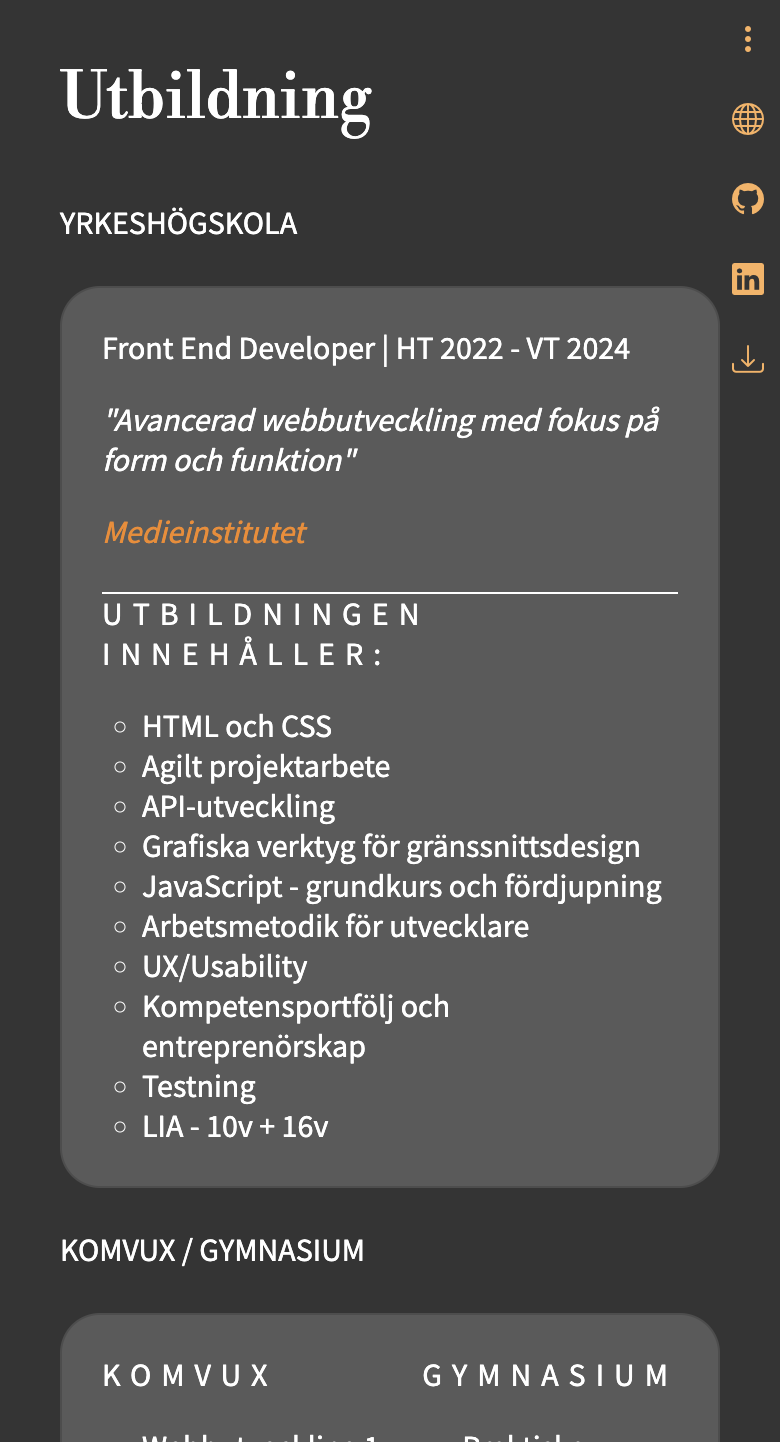 Utbildning
YRKESHÖGSKOLA
Front End Developer | HT 2022 - VT 2024
"Avancerad webbutveckling med fokus på
form och funktion"
Medieinstitutet
UTBILDNINGEN
INNEHÅLLER:
HTML och CSS
Agilt projektarbete
API-utveckling
Grafiska verktyg för gränssnittsdesign
JavaScript - grundkurs och fördjupning
Arbetsmetodik för utvecklare
UX/Usability
Kompetensportfölj och
entreprenörskap
Testning
LIA - 10v + 16v
KOMVUX / GYMNASIUM
KOMVUX
GYMNASIUM